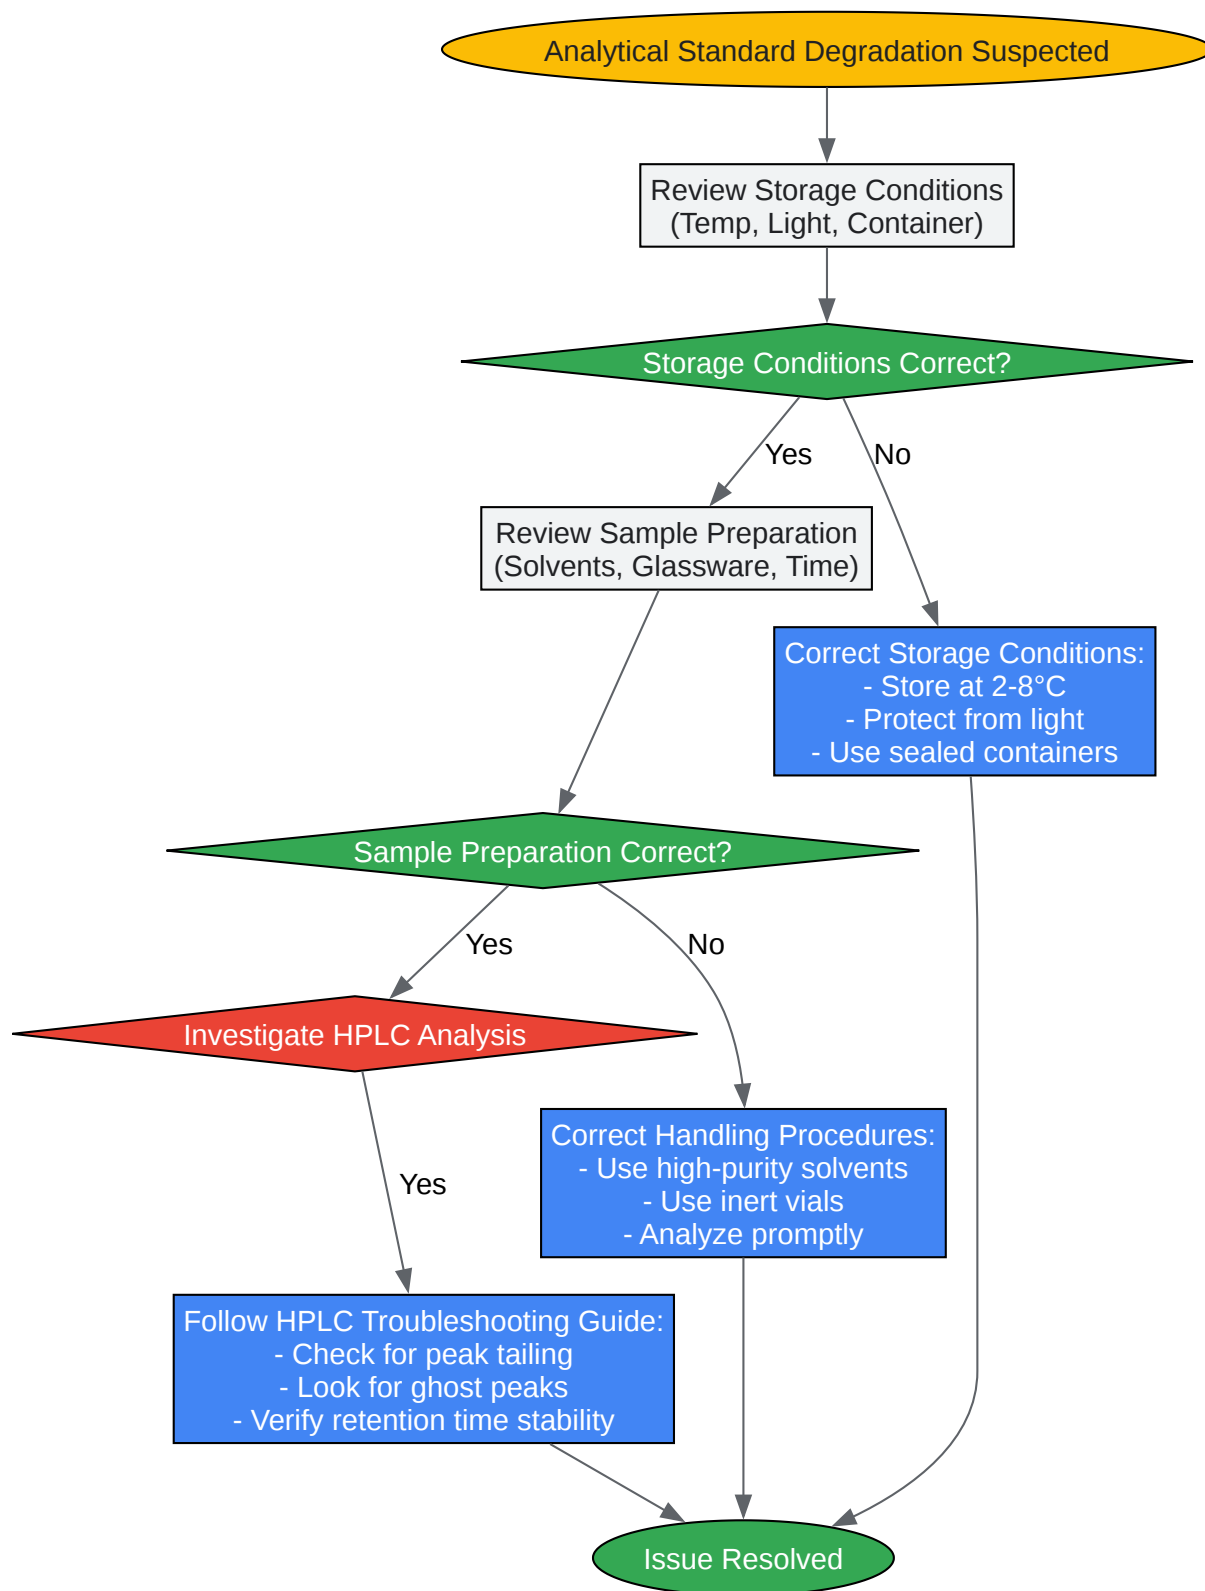 Analytical Standard Degradation Suspected
Review Storage Conditions
(Temp, Light, Container)
Storage Conditions Correct?
Yes
No
Review Sample Preparation
(Solvents, Glassware, Time)
Correct Storage Conditions:
- Store at 2-8°C
- Protect from light
- Use sealed containers
Sample Preparation Correct?
Yes
No
Investigate HPLC Analysis
Yes
Correct Handling Procedures:
- Use high-purity solvents
- Use inert vials
- Analyze promptly
Follow HPLC Troubleshooting Guide:
- Check for peak tailing
- Look for ghost peaks
- Verify retention time stability
Issue Resolved